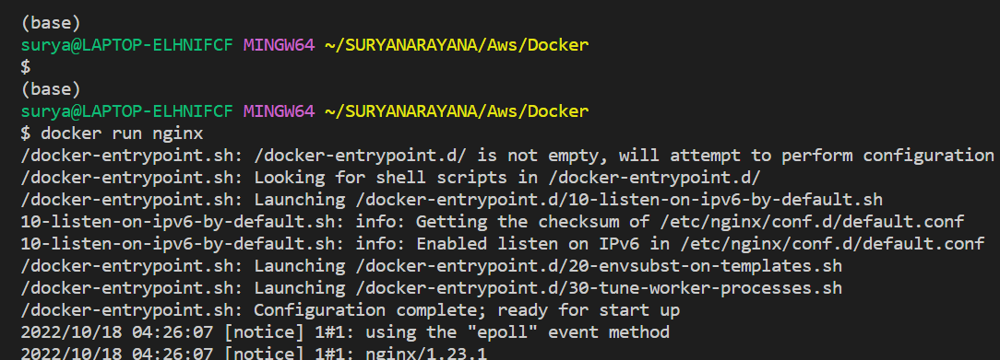 (base)
surya@LAPTOP-ELHNIFCF MINGW64 ~/SURYANARAYANA/Aws/Docker
$
(base)
surya@LAPTOP-ELHNIFCF MINGW64 ~/SURYANARAYANA/Aws/Docker
$ docker run nginx
/docker-entrypoint.sh: /docker-entrypoint.d/ is not empty, will attempt to perform configuration
/docker-entrypoint.sh: Looking for shell scripts in /docker-entrypoint.d/
/docker-entrypoint.sh: Launching /docker-entrypoint.d/10-listen-on-ipv6-by-default.sh
10-listen-on-ipv6-by-default.sh: info: Getting the checksum of /etc/nginx/conf.d/default.conf
10-listen-on-ipv6-by-default.sh: info: Enabled listen on IPv6 in /etc/nginx/conf.d/default.conf
/docker-entrypoint.sh: Launching /docker-entrypoint.d/20-envsubst-on-templates.sh
/docker-entrypoint.sh: Launching /docker-entrypoint.d/30-tune-worker-processes.sh
/docker-entrypoint.sh: Configuration complete; ready for start up
2022/10/18 04:26:07 [notice] 1#1: using the "epoll" event method
2022/10/18 04:26:07 [notice] 1#1: nginx/1.23.1